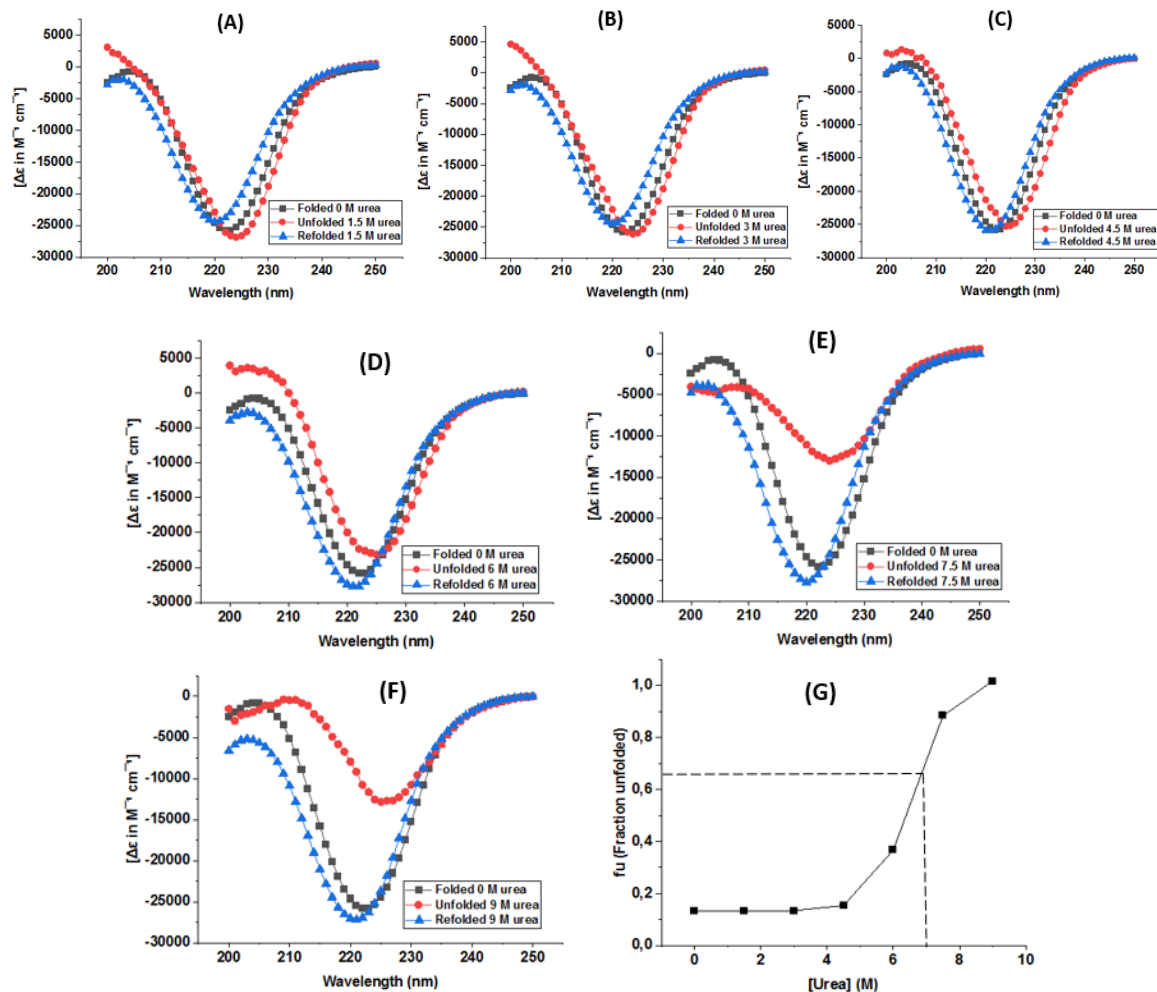 (A)
5000
0
-5000
-10000
-15000
-20000
-25000
-30000
[Δε in M⁻¹ cm⁻¹]
Folded 0 M urea
Unfolded 1.5 M urea
Refolded 1.5 M urea
200 210 220 230 240 250
Wavelength (nm)
(B)
5000
0
-5000
-10000
-15000
-20000
-25000
-30000
[Δε in M⁻¹ cm⁻¹]
Folded 0 M urea
Unfolded 3 M urea
Refolded 3 M urea
200 210 220 230 240 250
Wavelength (nm)
(C)
5000
0
-5000
-10000
-15000
-20000
-25000
-30000
[Δε in M⁻¹ cm⁻¹]
Folded 0 M urea
Unfolded 4.5 M urea
Refolded 4.5 M urea
200 210 220 230 240 250
Wavelength (nm)
(D)
5000
0
-5000
-10000
-15000
-20000
-25000
-30000
[Δε in M⁻¹ cm⁻¹]
Folded 0 M urea
Unfolded 6 M urea
Refolded 6 M urea
200 210 220 230 240 250
Wavelength (nm)
(E)
0
-5000
-10000
-15000
-20000
-25000
-30000
[Δε in M⁻¹ cm⁻¹]
Folded 0 M urea
Unfolded 7.5 M urea
Refolded 7.5 M urea
200 210 220 230 240 250
Wavelength (nm)
(F)
0
-5000
-10000
-15000
-20000
-25000
-30000
[Δε in M⁻¹ cm⁻¹]
Folded 0 M urea
Unfolded 9 M urea
Refolded 9 M urea
200 210 220 230 240 250
Wavelength (nm)
(G)
1,0
0,8
0,6
0,4
0,2
0,0
fu (Fraction unfolded)
0 2 4 6 8 10
[Urea] (M)